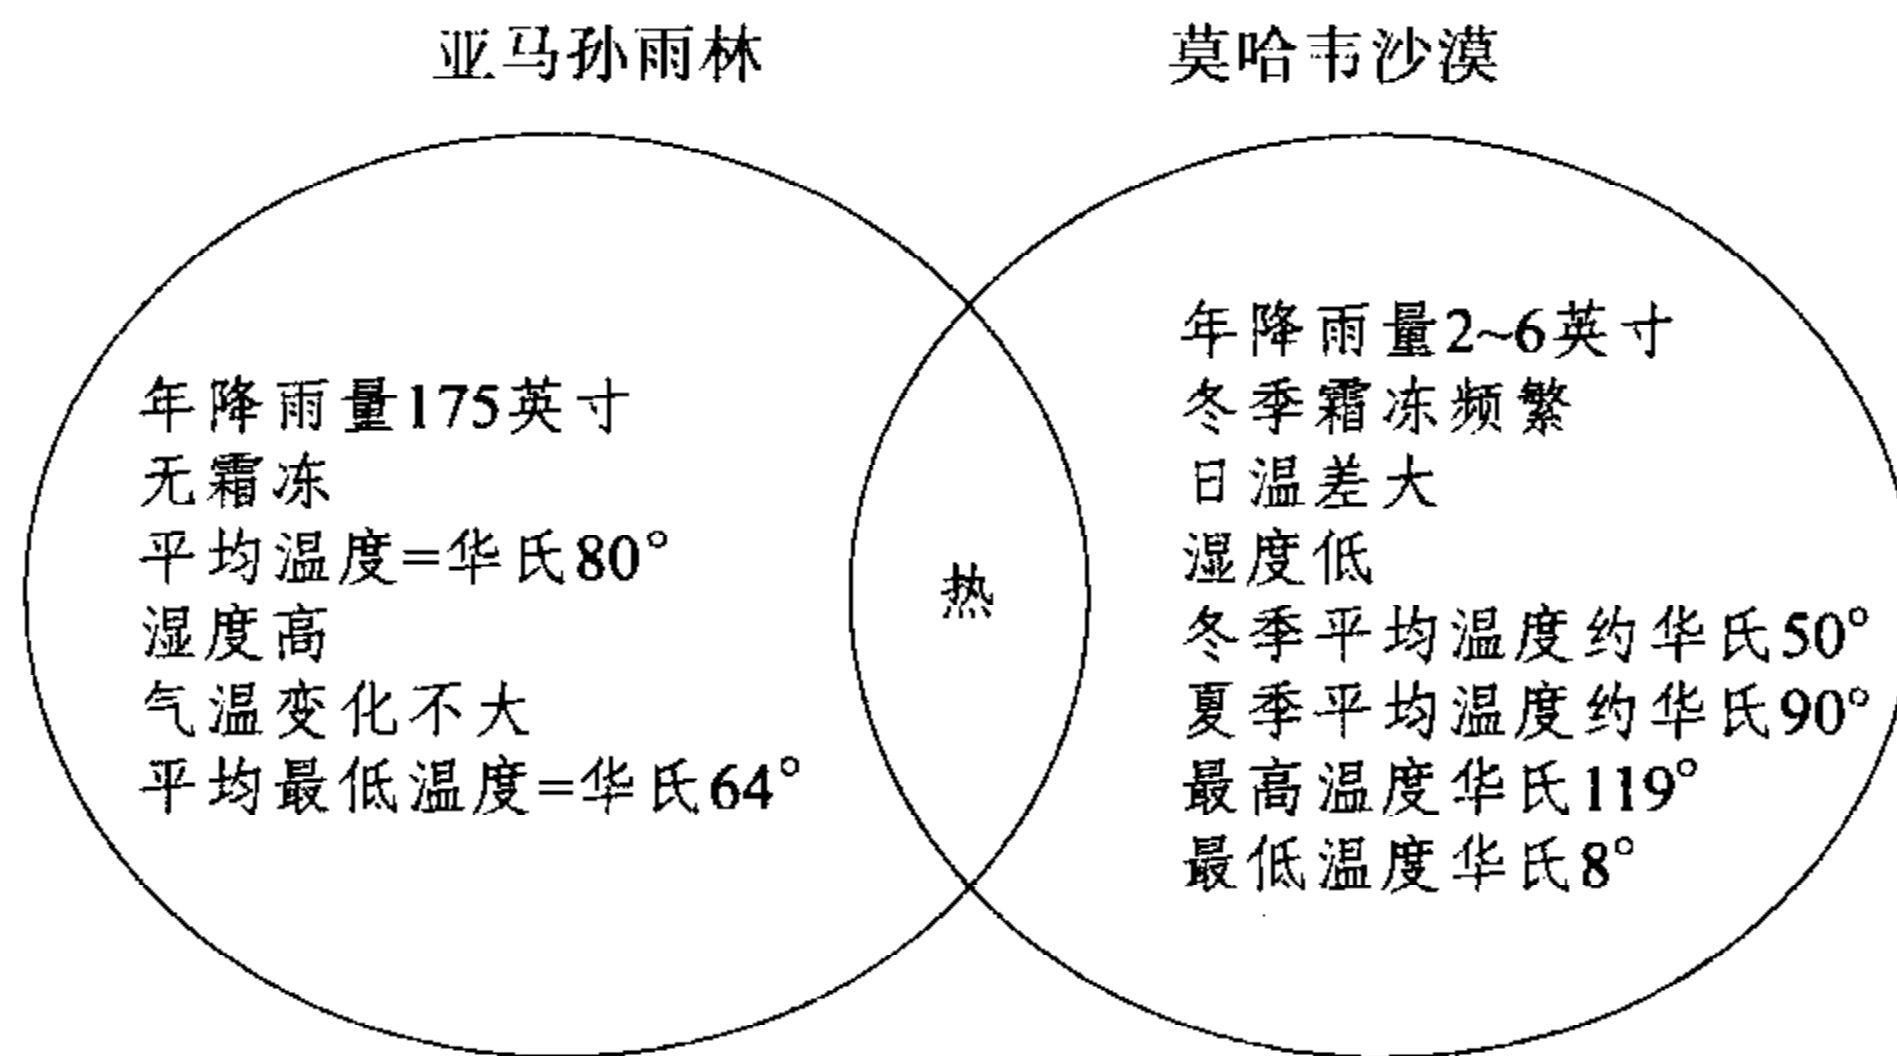 亚马孙雨林
莫哈韦沙漠
年降雨量175英寸
无霜冻
平均温度=华氏80°
湿度高
气温变化不大
平均最低温度=华氏64°
热
年降雨量2~6英寸
冬季霜冻频繁
日温差大
湿度低
冬季平均温度约华氏50°
夏季平均温度约华氏90°
最高温度华氏119°
最低温度华氏8°